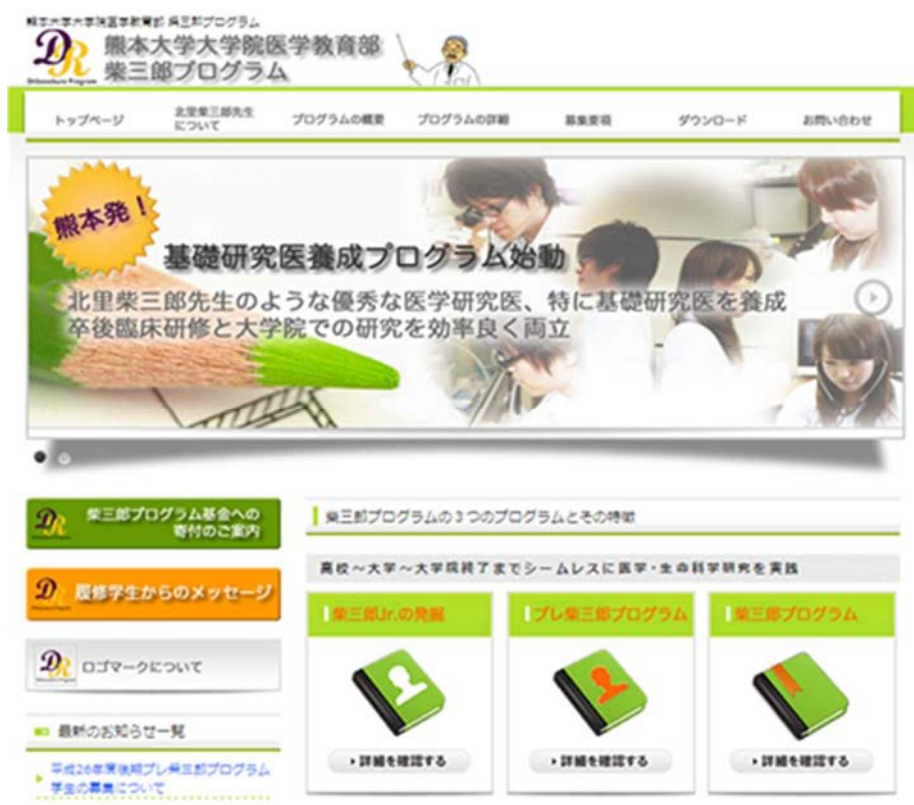 熊本大学大学院医学教育部 柴三郎プログラム
熊本大学大学院医学教育部
柴三郎プログラム
トップページ
北里柴三郎先生
について
プログラムの概要
プログラムの詳細
募集要項
ダウンロード
お問い合わせ
熊本発！
基礎研究医養成プログラム始動
北里柴三郎先生のような優秀な医学研究医、特に基礎研究医を養成
卒後臨床研修と大学院での研究を効率良く両立
柴三郎プログラム基金への
寄付のご案内
履修学生からのメッセージ
ロゴマークについて
最新のお知らせ一覧
平成26年度後期プレ柴三郎プログラム
学生の募集について
柴三郎プログラムの３つのプログラムとその特徴
高校～大学～大学院終了までシームレスに医学・生命科学研究を実践
柴三郎Jr.の発掘
プレ柴三郎プログラム
柴三郎プログラム
詳細を確認する
詳細を確認する
詳細を確認する